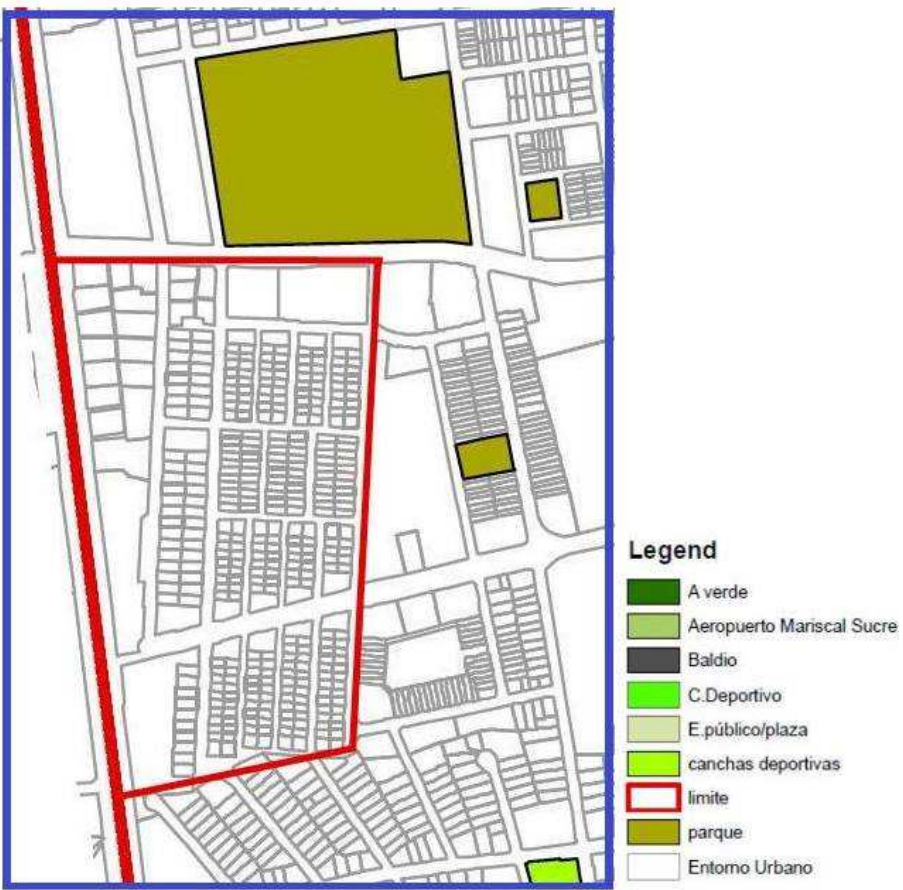 Legend
A verde
Aeropuerto Mariscal Sucre
Baldio
C.Deportivo
E.público/plaza
canchas deportivas
limite
parque
Entorno Urbano